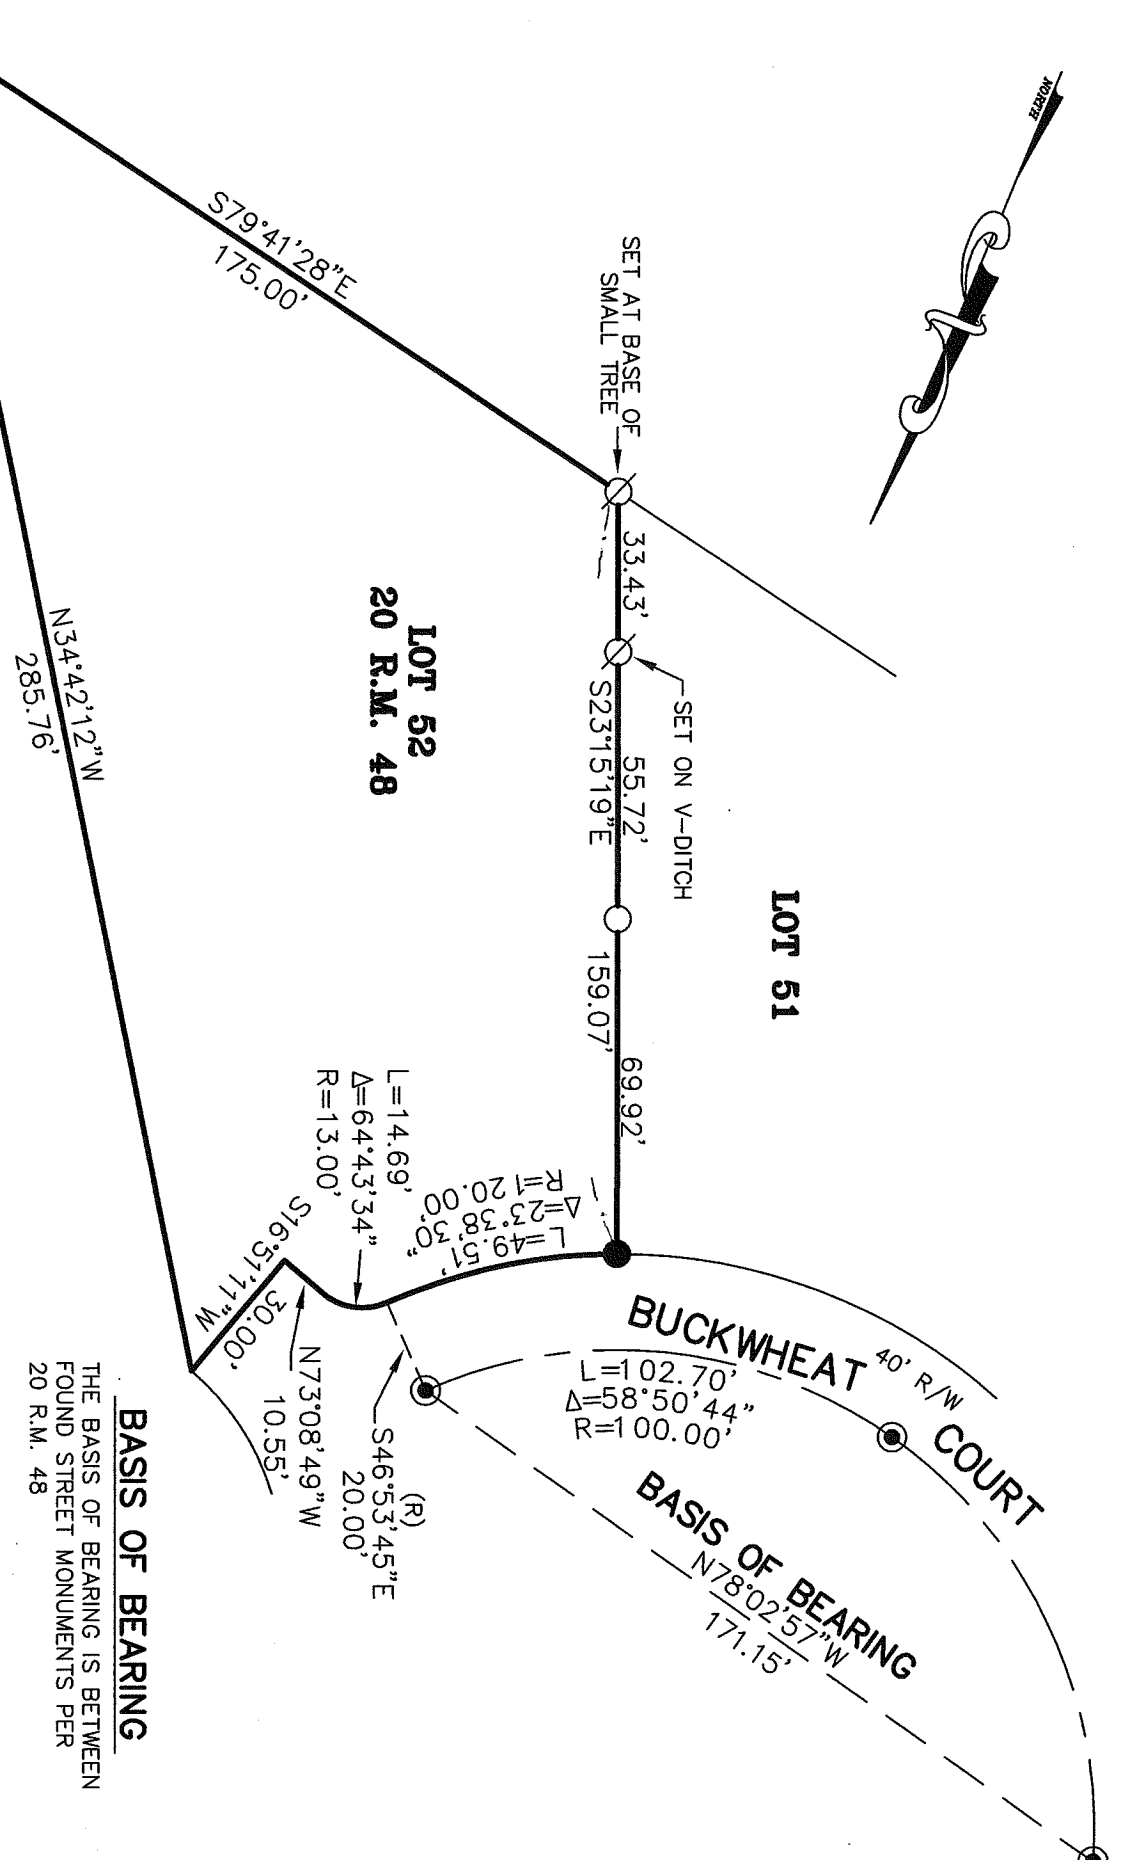 NORTH
S79°41'28"E
175.00'
SET AT BASE OF
SMALL TREE
33.43'
SET ON V-DITCH
55.72'
S23°15'19"E
LOT 51
LOT 52
20 R.M. 48
N34°42'12"W
285.76'
159.07'
69.92'
L=14.69'
Δ=64°43'34"
R=13.00'
L=49.51'
Δ=23°38'30"
R=120.00'
S16°51'11"W
30.00'
N73°08'49"W
10.55'
(R)
S46°53'45"E
20.00'
BUCKWHEAT COURT
40' R/W
L=102.70'
Δ=58°50'44"
R=100.00'
BASIS OF BEARING
N78°02'57"W
171.15'
BASIS OF BEARING
THE BASIS OF BEARING IS BETWEEN
FOUND STREET MONUMENTS PER
20 R.M. 48